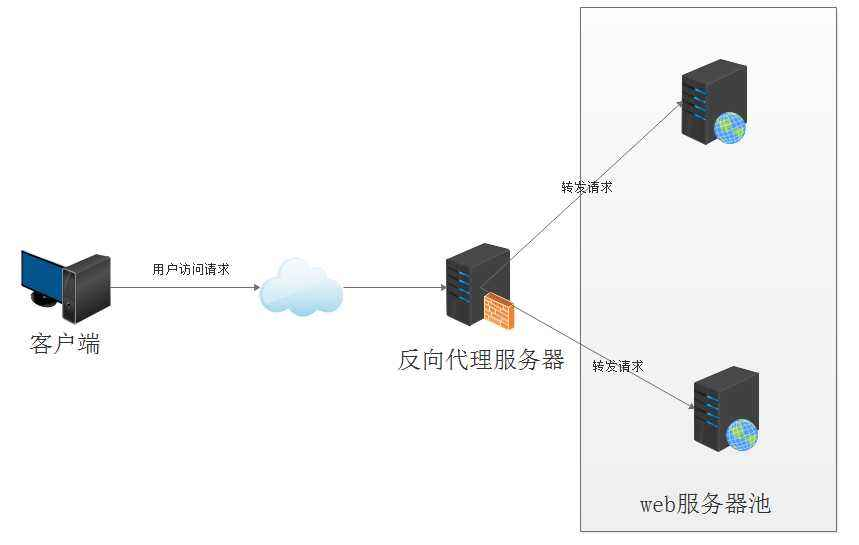 转发请求
用户访问请求
客户端
反向代理服务器
转发请求
web服务器池